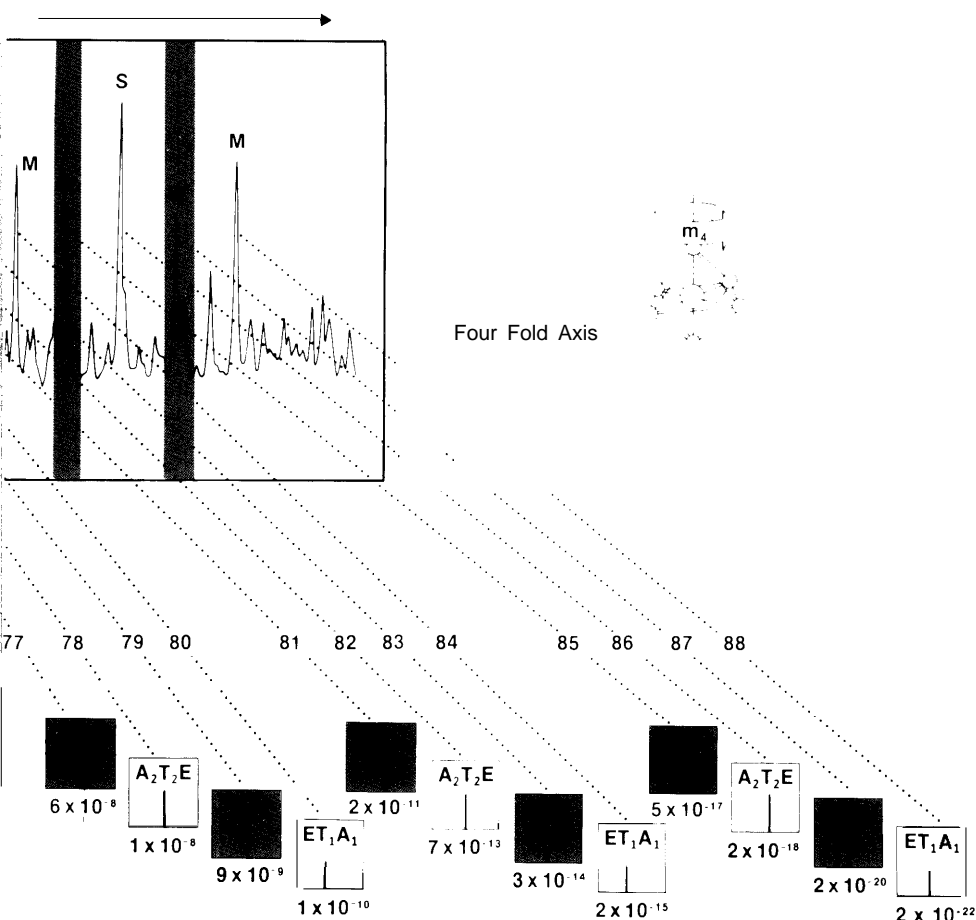 S
M
M
m₄
Four Fold Axis
77 78 79 80 81 82 83 84 85 86 87 88
A₂T₂E A₂T₂E A₂T₂E
6 x 10⁻⁸ 2 x 10⁻¹¹ 5 x 10⁻¹⁷
1 x 10⁻⁸ 7 x 10⁻¹³ 2 x 10⁻¹⁸
ET₁A₁ ET₁A₁ ET₁A₁
9 x 10⁻⁹ 3 x 10⁻¹⁴ 2 x 10⁻²⁰
1 x 10⁻¹⁰ 2 x 10⁻¹⁵ 2 x 10⁻²²